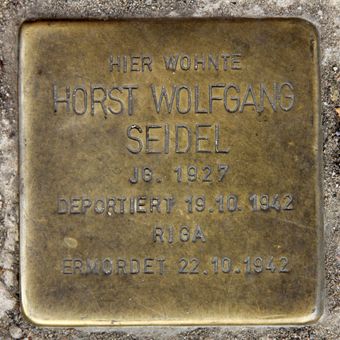 HIER WOHNTE
HORST WOLFGANG
SEIDEL
JG. 1927
DEPORTIERT 19.10.1942
RIGA
ERMORDET 22.10.1942